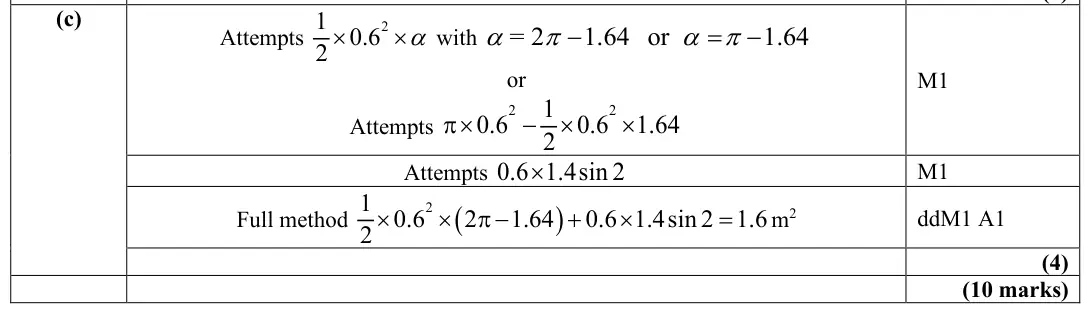 (c)
Attempts 1/2 × 0.6² × α with α = 2π − 1.64 or α = π − 1.64
or
Attempts π × 0.6² − 1/2 × 0.6² × 1.64
M1
Attempts 0.6 × 1.4 sin 2
M1
Full method 1/2 × 0.6² × (2π − 1.64) + 0.6 × 1.4 sin 2 = 1.6 m²
ddM1 A1
(4)
(10 marks)